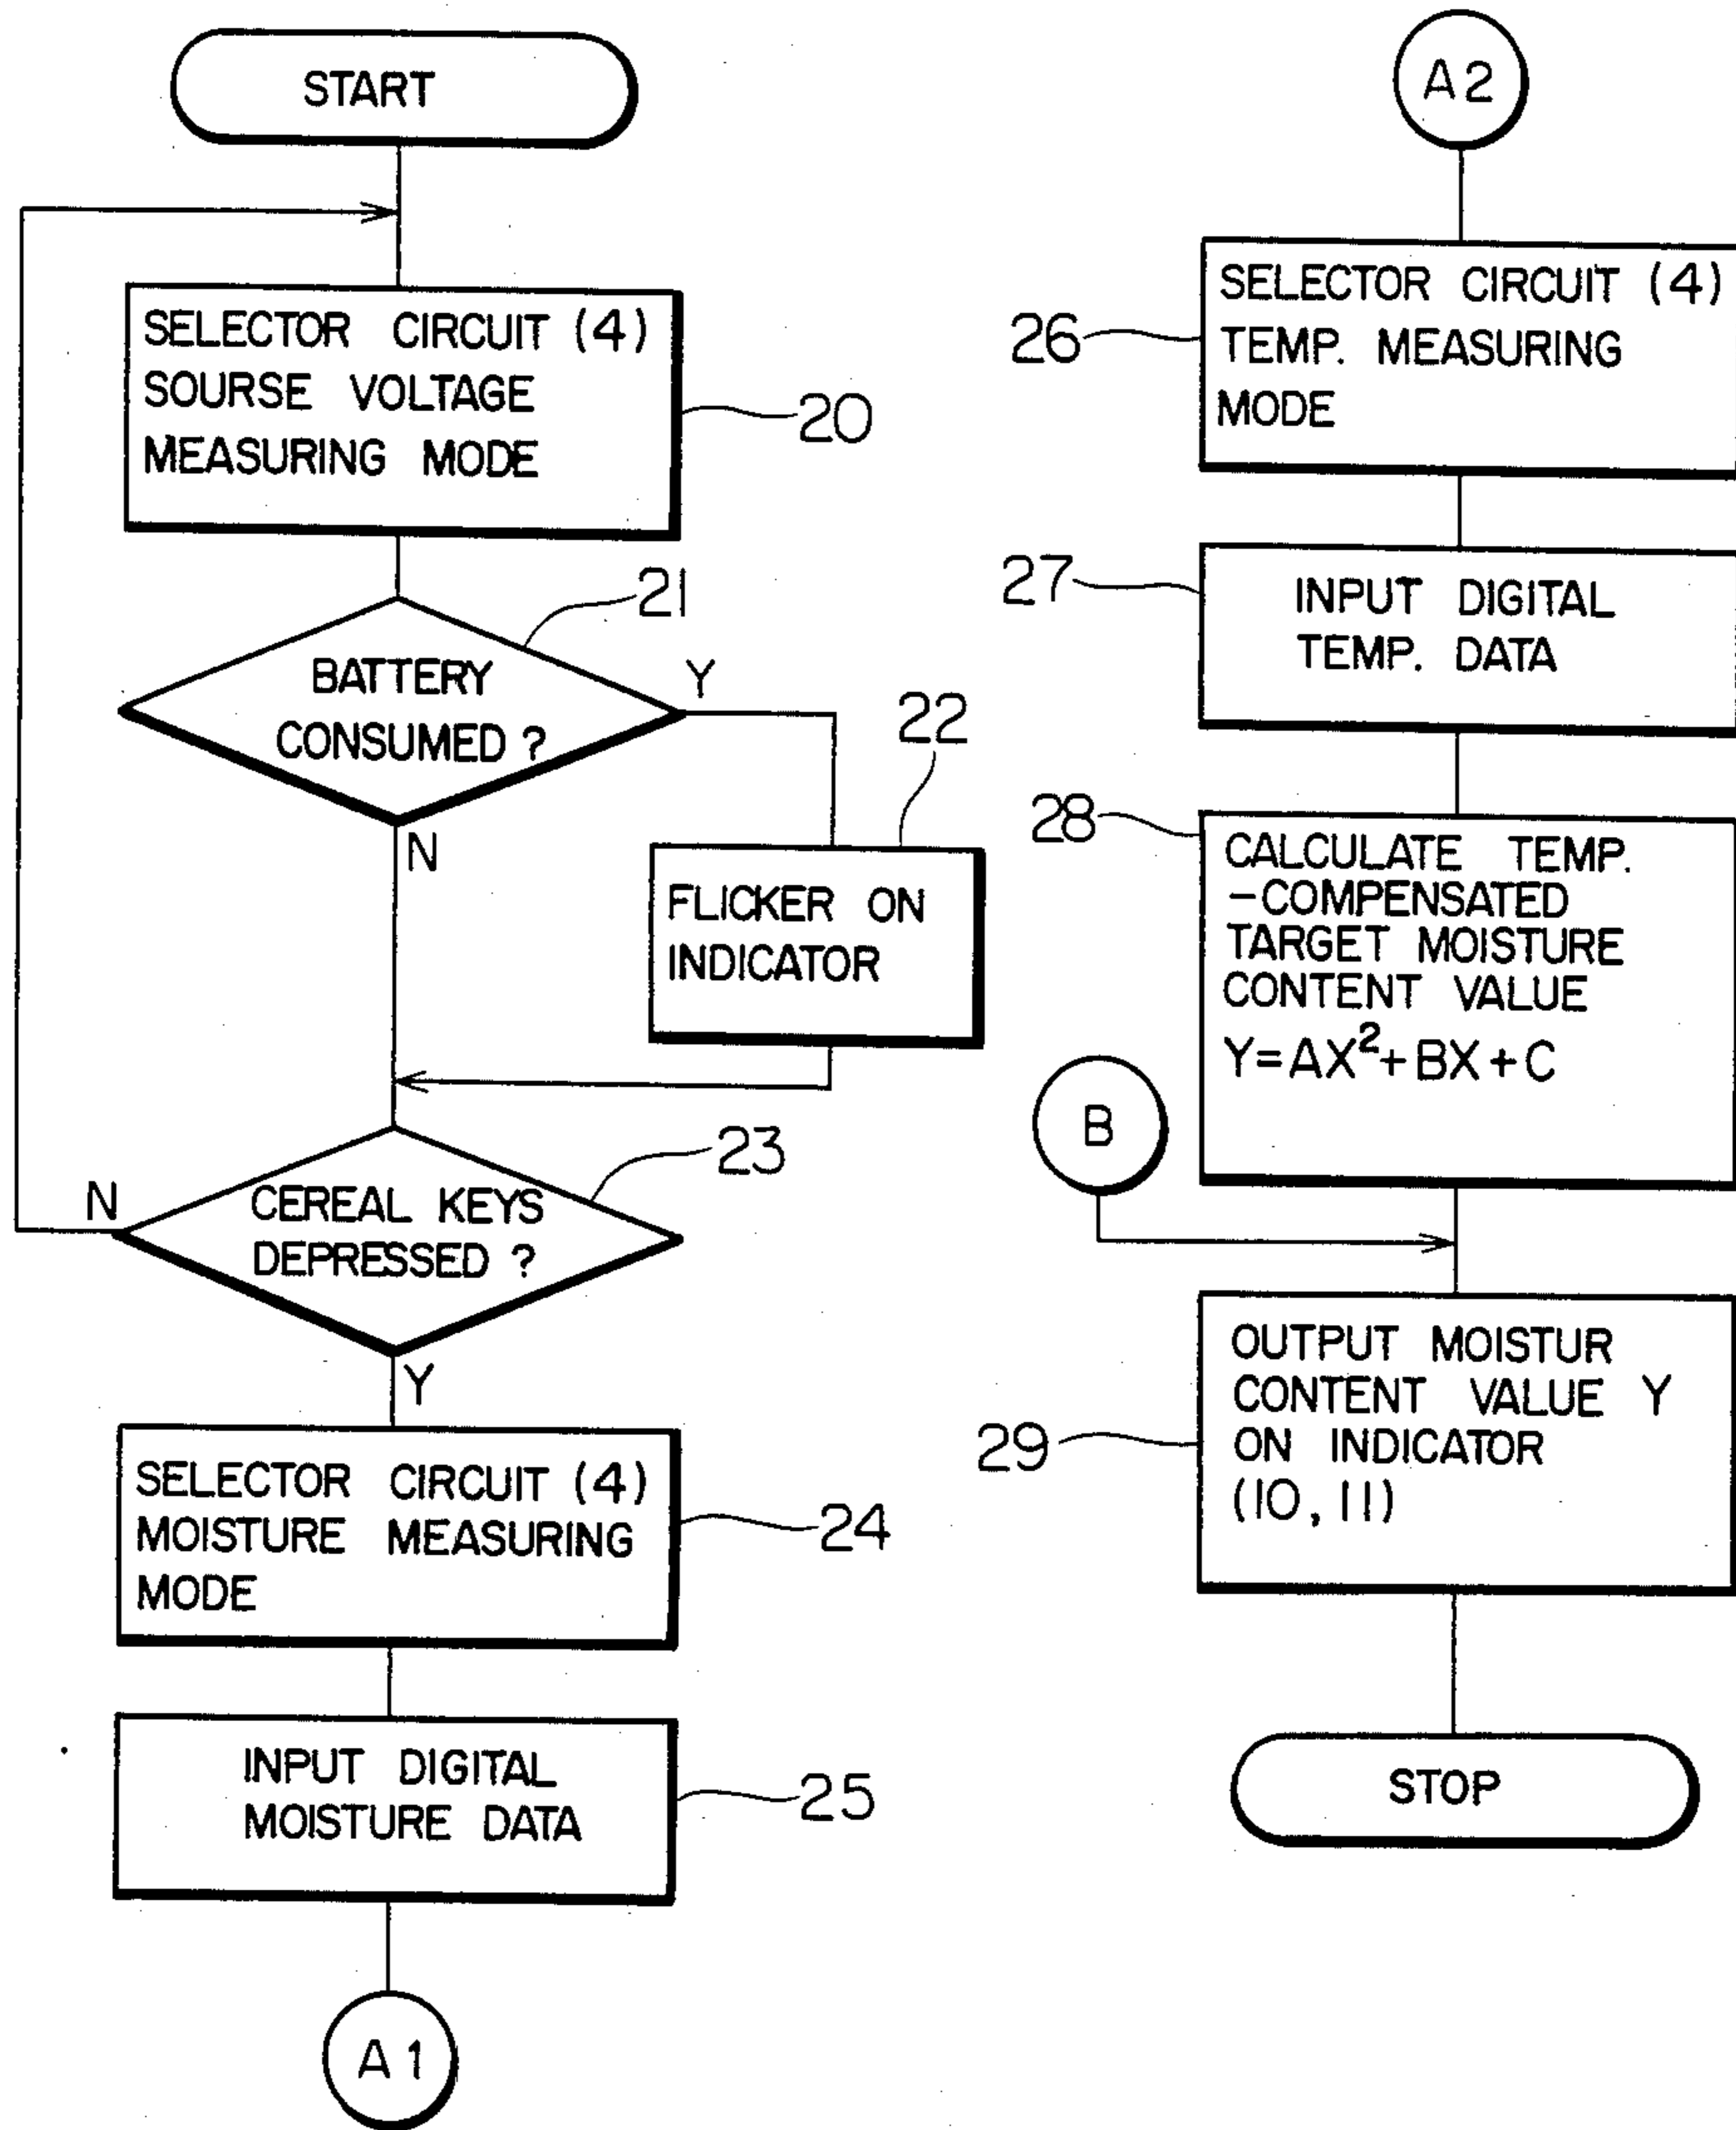 START
SELECTOR CIRCUIT (4)
SOURSE VOLTAGE
MEASURING MODE
20
21
BATTERY
CONSUMED ?
Y
N
22
FLICKER ON
INDICATOR
23
CEREAL KEYS
DEPRESSED ?
N
Y
SELECTOR CIRCUIT (4)
MOISTURE MEASURING
MODE
24
INPUT DIGITAL
MOISTURE DATA
25
A1
A2
SELECTOR CIRCUIT (4)
TEMP. MEASURING
MODE
26
INPUT DIGITAL
TEMP. DATA
27
28
CALCULATE TEMP.
-COMPENSATED
TARGET MOISTURE
CONTENT VALUE
Y=AX²+BX+C
B
OUTPUT MOISTUR
CONTENT VALUE Y
ON INDICATOR
(10, 11)
29
STOP